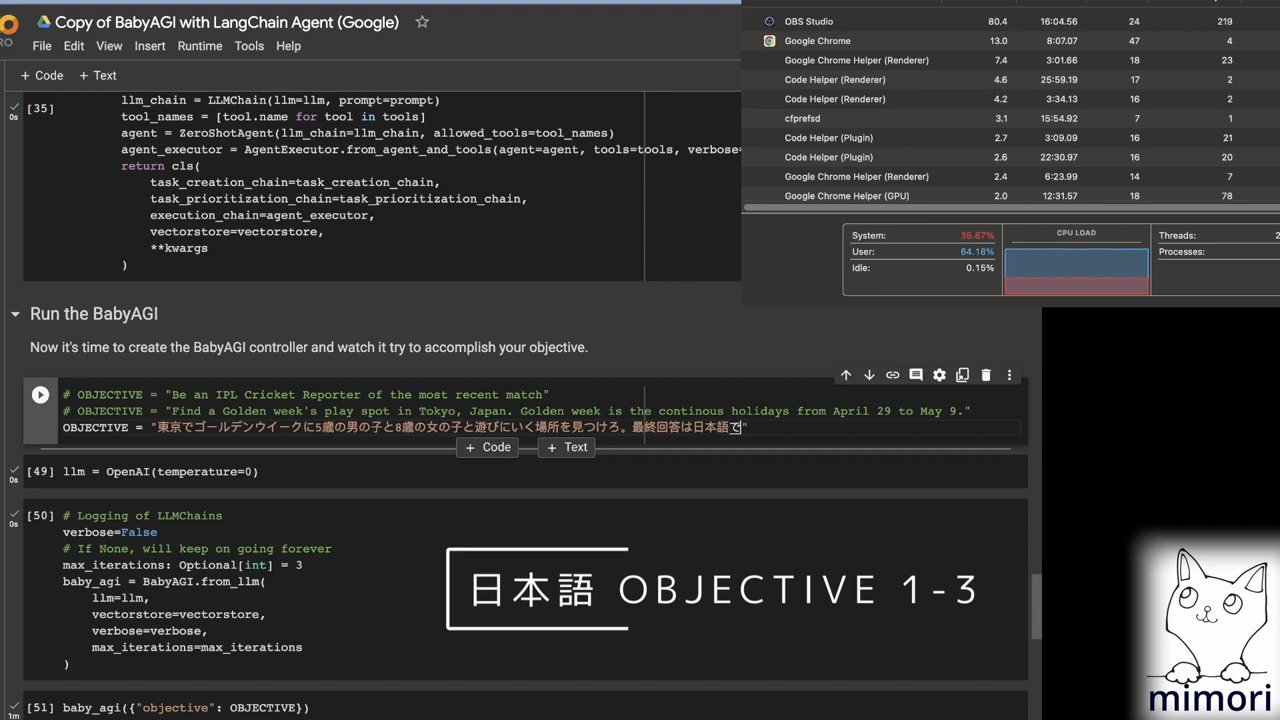 Copy of BabyAGI with LangChain Agent (Google)
File Edit View Insert Runtime Tools Help
+ Code + Text
[35]
0s
llm_chain = LLMChain(llm=llm, prompt=prompt)
tool_names = [tool.name for tool in tools]
agent = ZeroShotAgent(llm_chain=llm_chain, allowed_tools=tool_names)
agent_executor = AgentExecutor.from_agent_and_tools(agent=agent, tools=tools, verbose=
return cls(
task_creation_chain=task_creation_chain,
task_prioritization_chain=task_prioritization_chain,
execution_chain=agent_executor,
vectorstore=vectorstore,
**kwargs
)
OBS Studio 80.4 16:04.56 24 219
Google Chrome 13.0 8:07.07 47 4
Google Chrome Helper (Renderer) 7.4 3:01.66 18 23
Code Helper (Renderer) 4.6 25:59.19 17 2
Code Helper (Renderer) 4.2 3:34.13 16 2
cfprefsd 3.1 15:54.92 7 1
Code Helper (Plugin) 2.7 3:09.09 16 21
Code Helper (Plugin) 2.6 22:30.97 16 20
Google Chrome Helper (Renderer) 2.4 6:23.99 14 7
Google Chrome Helper (GPU) 2.0 12:31.57 18 78
System: 35.67% CPU LOAD Threads:
User: 64.18% Processes:
Idle: 0.15%
Run the BabyAGI
Now it's time to create the BabyAGI controller and watch it try to accomplish your objective.
# OBJECTIVE = "Be an IPL Cricket Reporter of the most recent match"
# OBJECTIVE = "Find a Golden week's play spot in Tokyo, Japan. Golden week is the continous holidays from April 29 to May 9."
OBJECTIVE = "東京でゴールデンウイークに5歳の男の子と8歳の女の子と遊びにいく場所を見つけろ。最終回答は日本語で"
+ Code + Text
[49] llm = OpenAI(temperature=0)
0s
[50] # Logging of LLMChains
0s
verbose=False
# If None, will keep on going forever
max_iterations: Optional[int] = 3
baby_agi = BabyAGI.from_llm(
llm=llm,
vectorstore=vectorstore,
verbose=verbose,
max_iterations=max_iterations
)
日本語 OBJECTIVE 1-3
mimori
[51] baby_agi({"objective": OBJECTIVE})
1m